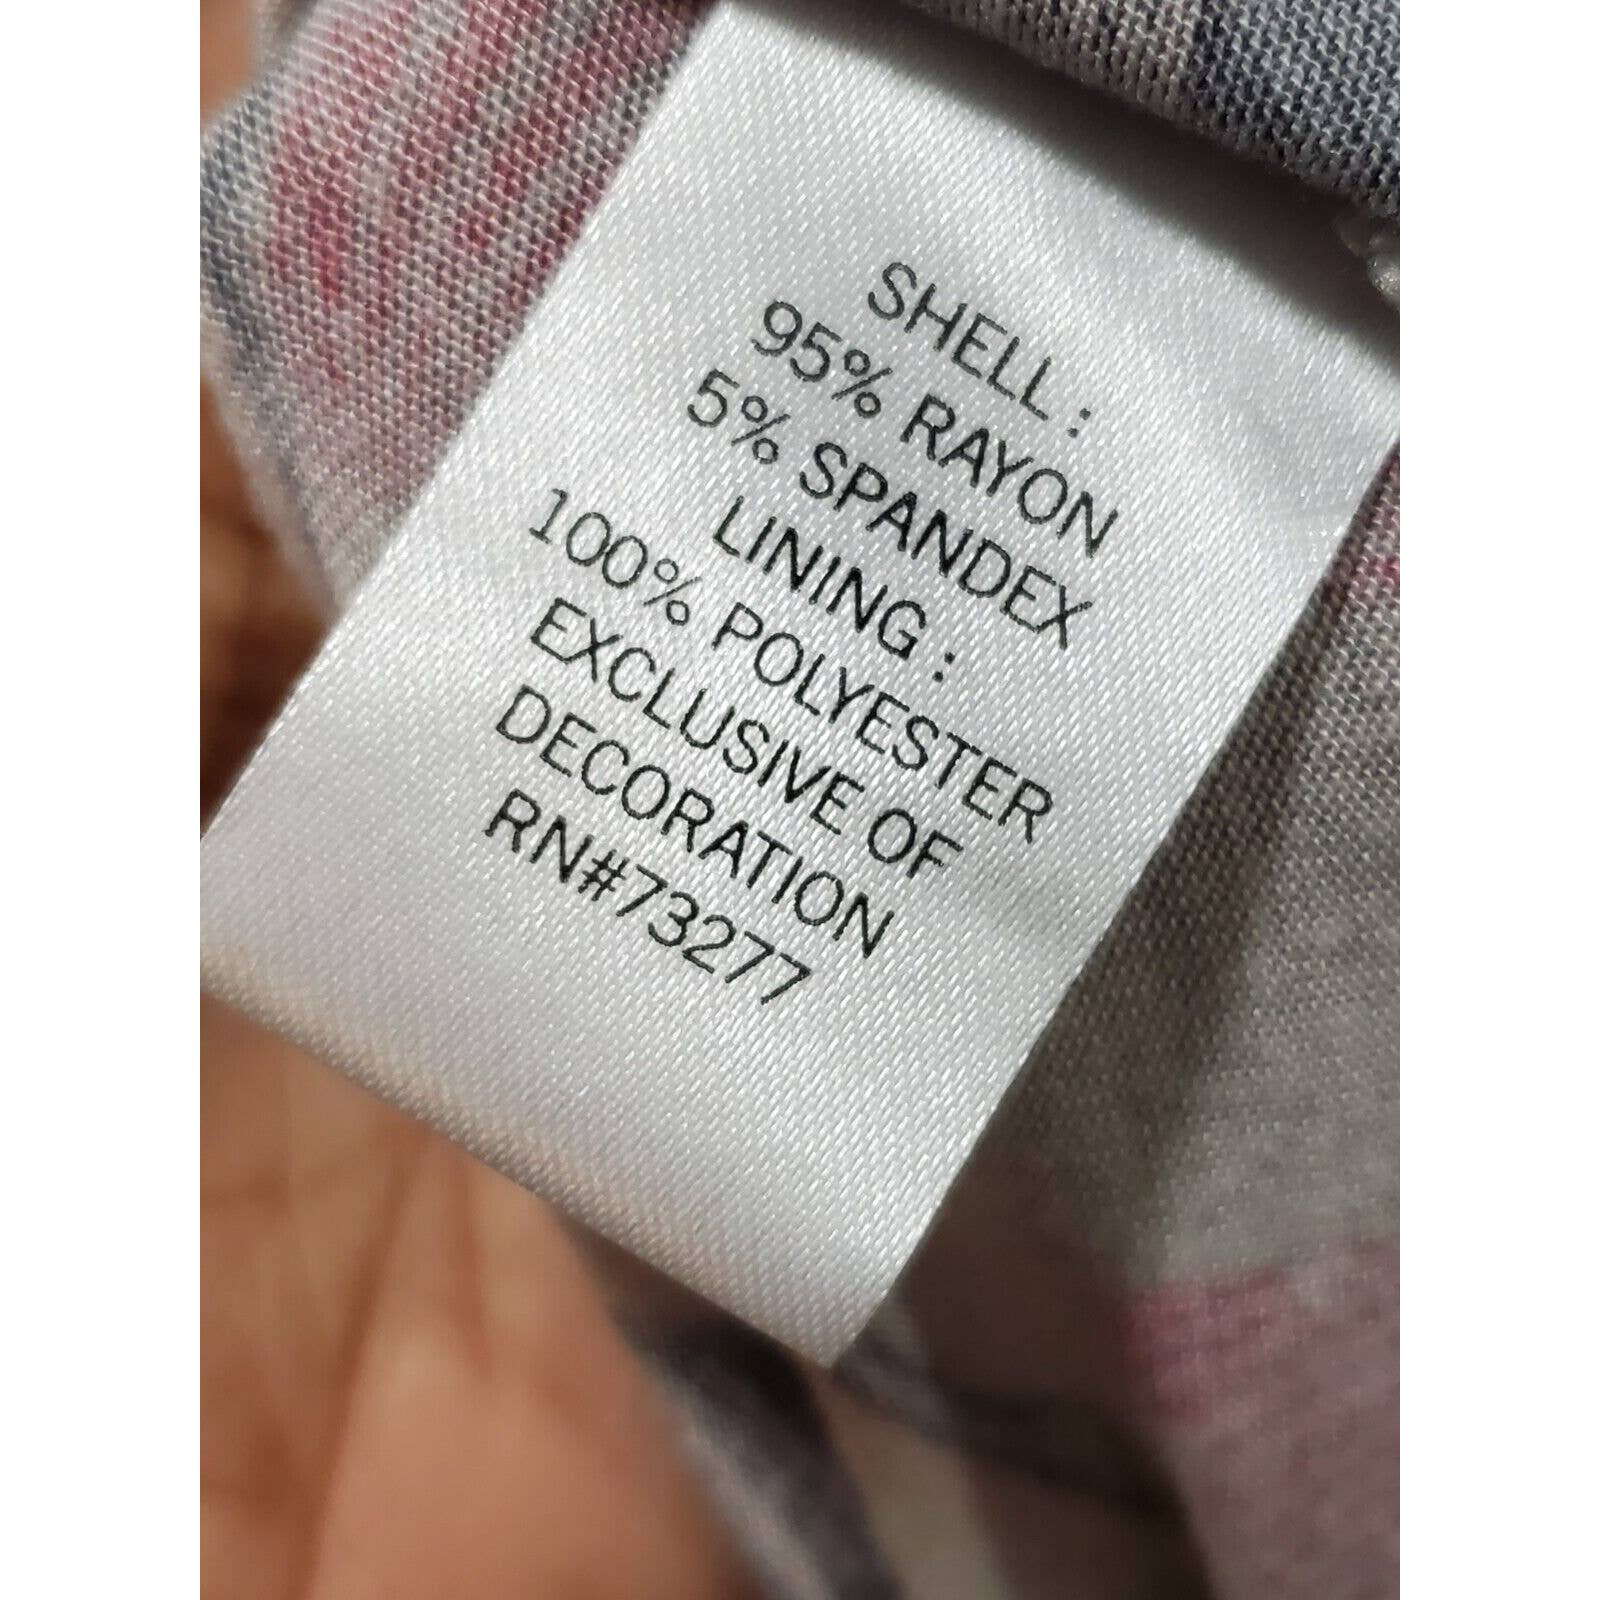 SHELL :
95% RAYON
5% SPANDEX
LINING :
100% POLYESTER
EXCLUSIVE OF
DECORATION
RN#73277